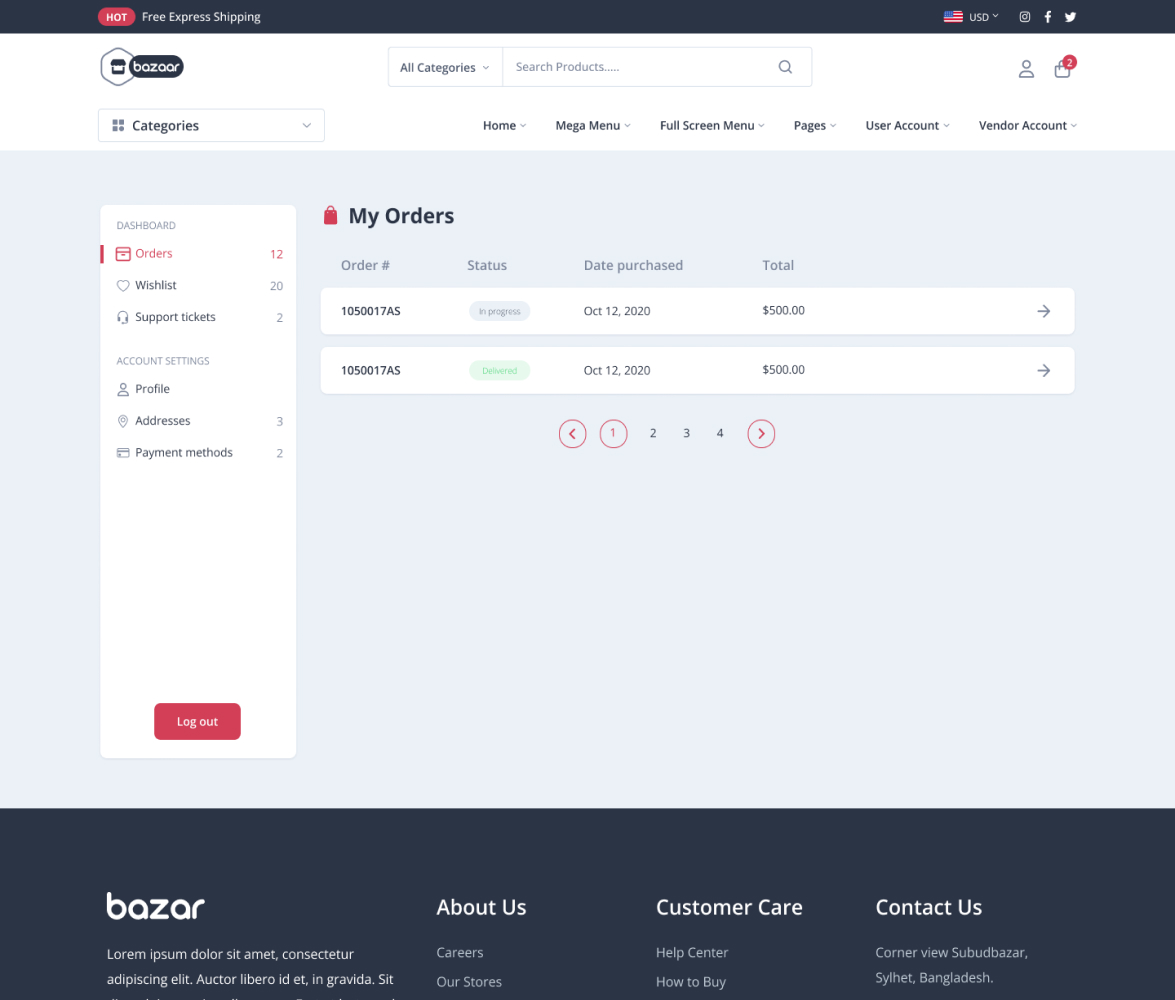 HOT Free Express Shipping
USD
bazaar
All Categories
Search Products.....
2
Categories
Home
Mega Menu
Full Screen Menu
Pages
User Account
Vendor Account
DASHBOARD
Orders 12
Wishlist 20
Support tickets 2
ACCOUNT SETTINGS
Profile
Addresses 3
Payment methods 2
Log out
My Orders
Order # Status Date purchased Total
1050017AS In progress Oct 12, 2020 $500.00
1050017AS Delivered Oct 12, 2020 $500.00
1 2 3 4
bazar
Lorem ipsum dolor sit amet, consectetur
adipiscing elit. Auctor libero id et, in gravida. Sit
About Us
Careers
Our Stores
Customer Care
Help Center
How to Buy
Contact Us
Corner view Subudbazar,
Sylhet, Bangladesh.